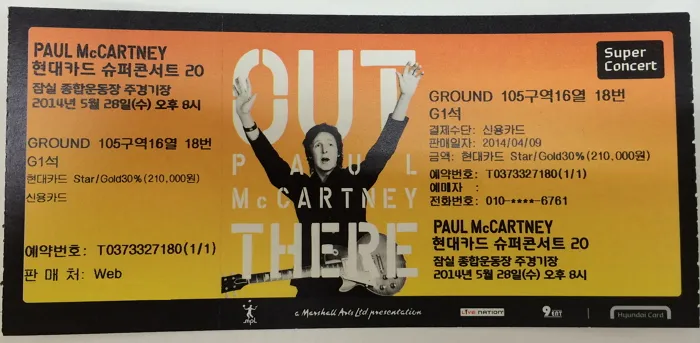 PAUL McCARTNEY
현대카드 슈퍼콘서트 20
잠실 종합운동장 주경기장
2014년 5월 28일(수) 오후 8시
GROUND 105구역16열 18번
G1석
현대카드 Star/Gold30%(210,000원)
신용카드
예약번호: T0373327180(1/1)
판 매 처: Web
OUT
PAUL
McCARTNEY
THERE
mpl
a Marshall Arts Ltd presentation
Super
Concert
GROUND 105구역16열 18번
G1석
결제수단: 신용카드
판매일자: 2014/04/09
금액: 현대카드 Star/Gold30%(210,000원)
예약번호: T0373327180(1/1)
예매자 :
전화번호: 010-****-6761
PAUL McCARTNEY
현대카드 슈퍼콘서트 20
잠실 종합운동장 주경기장
2014년 5월 28일(수) 오후 8시
LIVE NATION
9 ENT
Hyundai Card